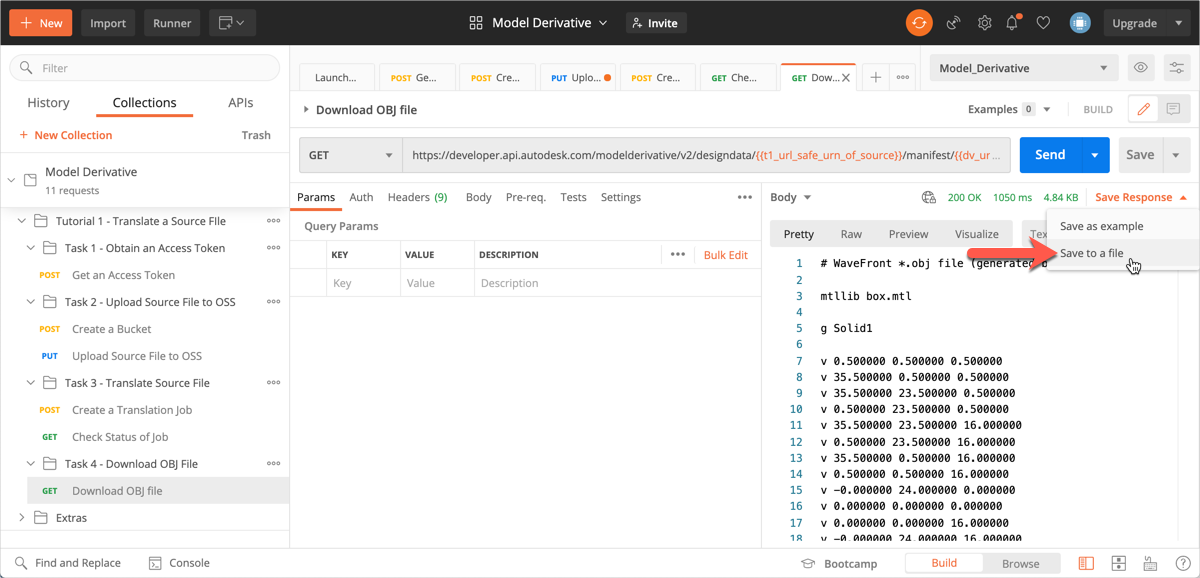 New
Import
Runner
Model Derivative
Invite
Upgrade
Filter
History
Collections
APIs
New Collection
Trash
Model Derivative
11 requests
Tutorial 1 - Translate a Source FIle
Task 1 - Obtain an Access Token
POST Get an Access Token
Task 2 - Upload Source File to OSS
POST Create a Bucket
PUT Upload Source File to OSS
Task 3 - Translate Source File
POST Create a Translation Job
GET Check Status of Job
Task 4 - Download OBJ File
GET Download OBJ file
Extras
Launch...
POST Ge...
POST Cre...
PUT Uplo...
POST Cre...
GET Che...
GET Dow...
Model_Derivative
Download OBJ file
Examples 0
BUILD
GET
https://developer.api.autodesk.com/modelderivative/v2/designdata/{{t1_url_safe_urn_of_source}}/manifest/{{dv_ur...
Send
Save
Params
Auth
Headers (9)
Body
Pre-req.
Tests
Settings
Query Params
KEY
VALUE
DESCRIPTION
Bulk Edit
Key
Value
Description
Body
200 OK
1050 ms
4.84 KB
Save Response
Save as example
Save to a file
Pretty
Raw
Preview
Visualize
1 # WaveFront *.obj file (generated
2
3 mtllib box.mtl
4
5 g Solid1
6
7 v 0.500000 0.500000 0.500000
8 v 35.500000 0.500000 0.500000
9 v 35.500000 23.500000 0.500000
10 v 0.500000 23.500000 0.500000
11 v 35.500000 23.500000 16.000000
12 v 0.500000 23.500000 16.000000
13 v 35.500000 0.500000 16.000000
14 v 0.500000 0.500000 16.000000
15 v -0.000000 24.000000 0.000000
16 v 0.000000 0.000000 0.000000
17 v 0.000000 0.000000 16.000000
18 v -0.000000 24.000000 16.000000
Find and Replace
Console
Bootcamp
Build
Browse